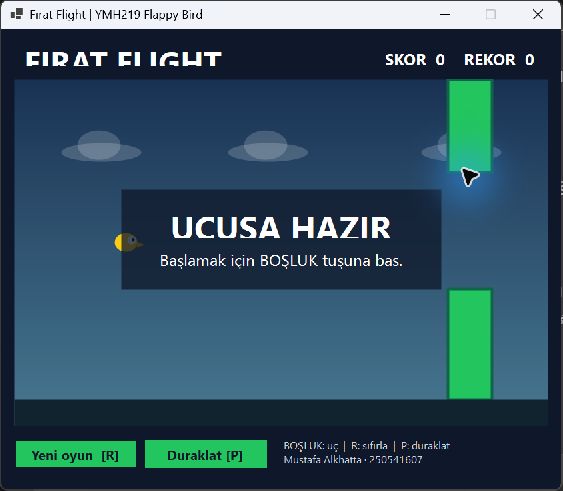 Fırat Flight | YMH219 Flappy Bird
FIRAT FLIGHT
SKOR 0 REKOR 0
UCUSA HAZIR
Başlamak için BOŞLUK tuşuna bas.
Yeni oyun [R]
Duraklat [P]
BOŞLUK: uç | R: sıfırla | P: duraklat
Mustafa Alkhatta · 250541607